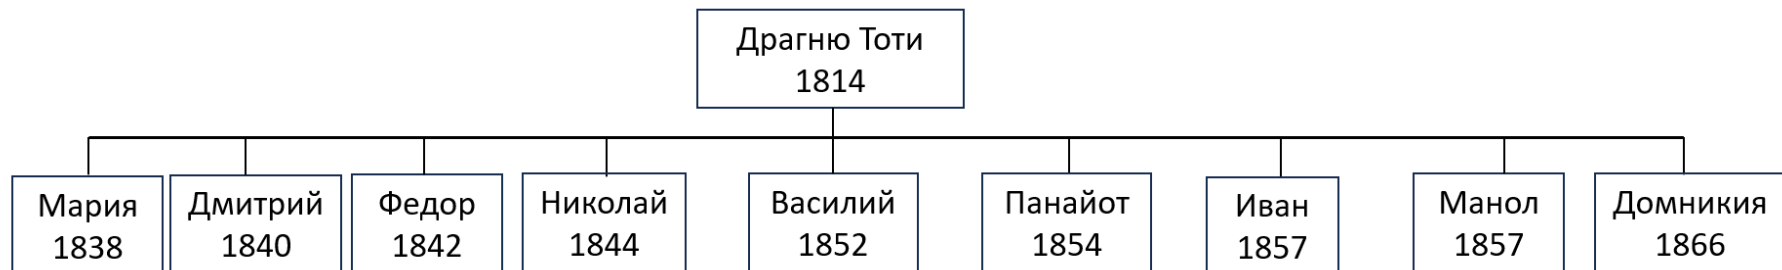 Драгню Тоти
1814
Мария
1838
Дмитрий
1840
Федор
1842
Николай
1844
Василий
1852
Панайот
1854
Иван
1857
Манол
1857
Домникия
1866